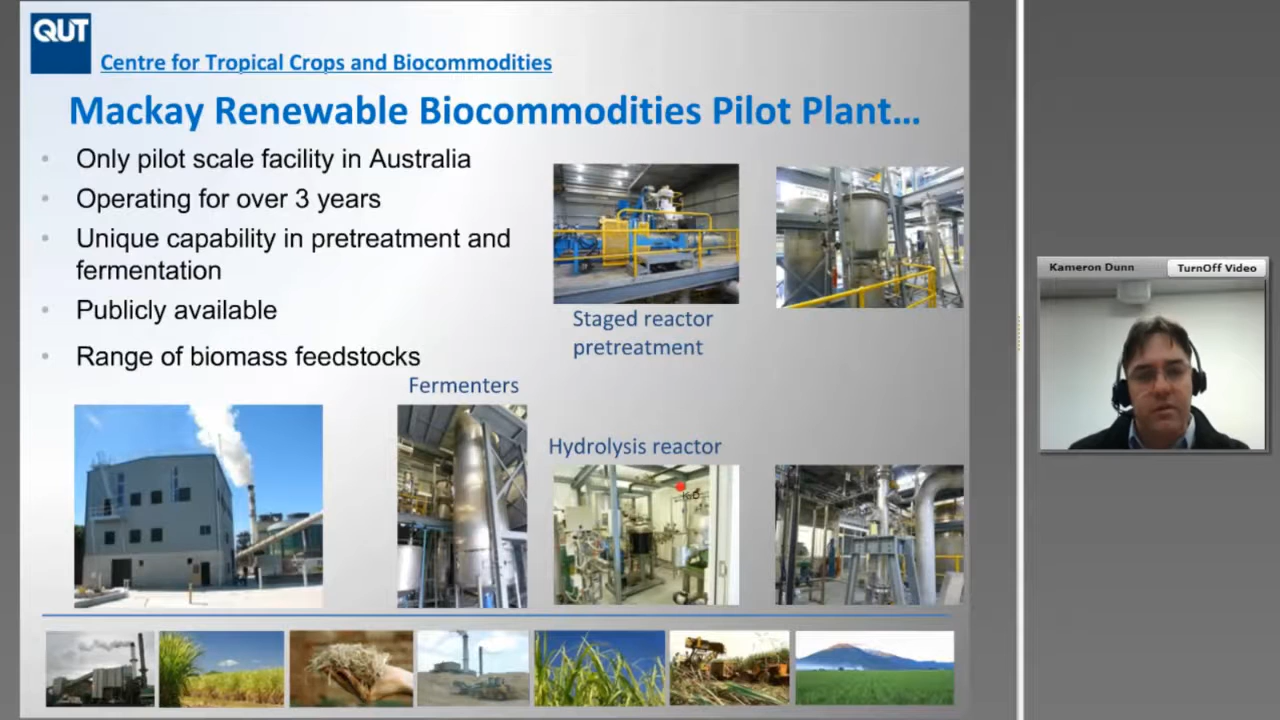 QUT
Centre for Tropical Crops and Biocommodities
Mackay Renewable Biocommodities Pilot Plant…
• Only pilot scale facility in Australia
• Operating for over 3 years
• Unique capability in pretreatment and
fermentation
• Publicly available
• Range of biomass feedstocks
Staged reactor
pretreatment
Fermenters
Hydrolysis reactor
Kameron Dunn
TurnOff Video